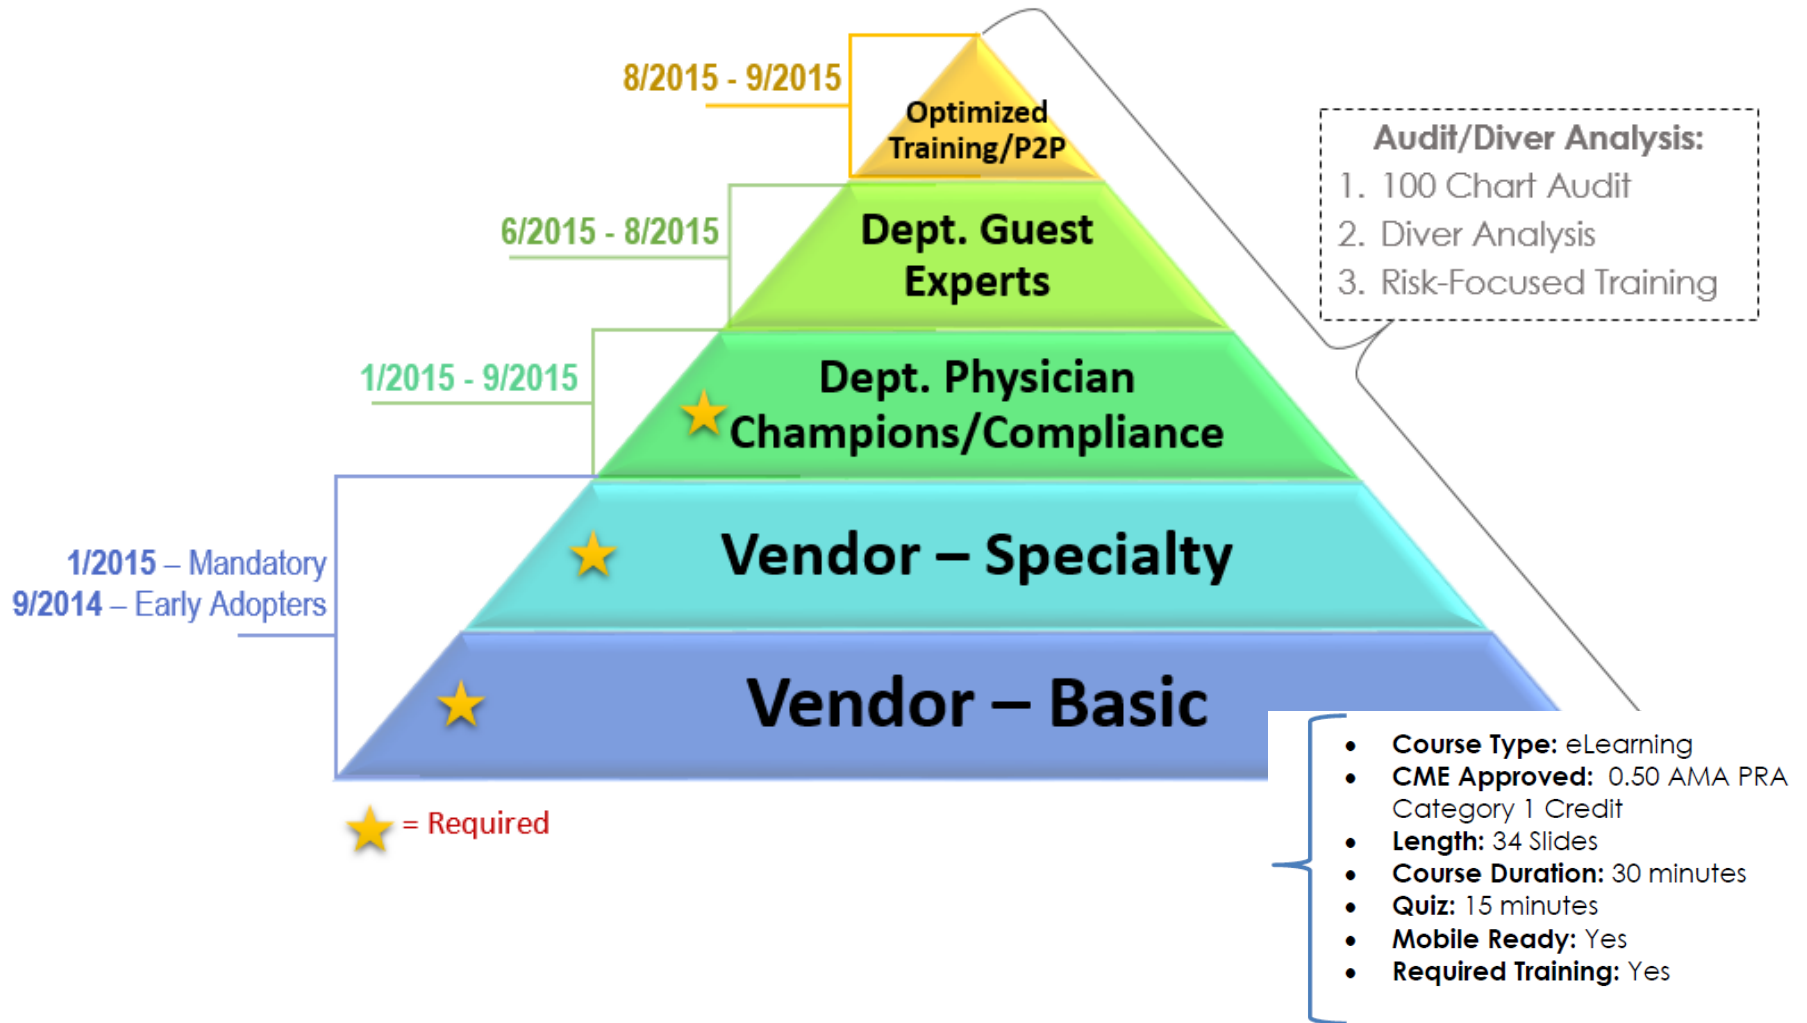 8/2015 - 9/2015
Optimized
Training/P2P
Audit/Diver Analysis:
1. 100 Chart Audit
2. Diver Analysis
3. Risk-Focused Training
6/2015 - 8/2015
Dept. Guest
Experts
1/2015 - 9/2015
Dept. Physician
Champions/Compliance
1/2015 – Mandatory
9/2014 – Early Adopters
Vendor – Specialty
Vendor – Basic
= Required
• Course Type: eLearning
• CME Approved: 0.50 AMA PRA
Category 1 Credit
• Length: 34 Slides
• Course Duration: 30 minutes
• Quiz: 15 minutes
• Mobile Ready: Yes
• Required Training: Yes